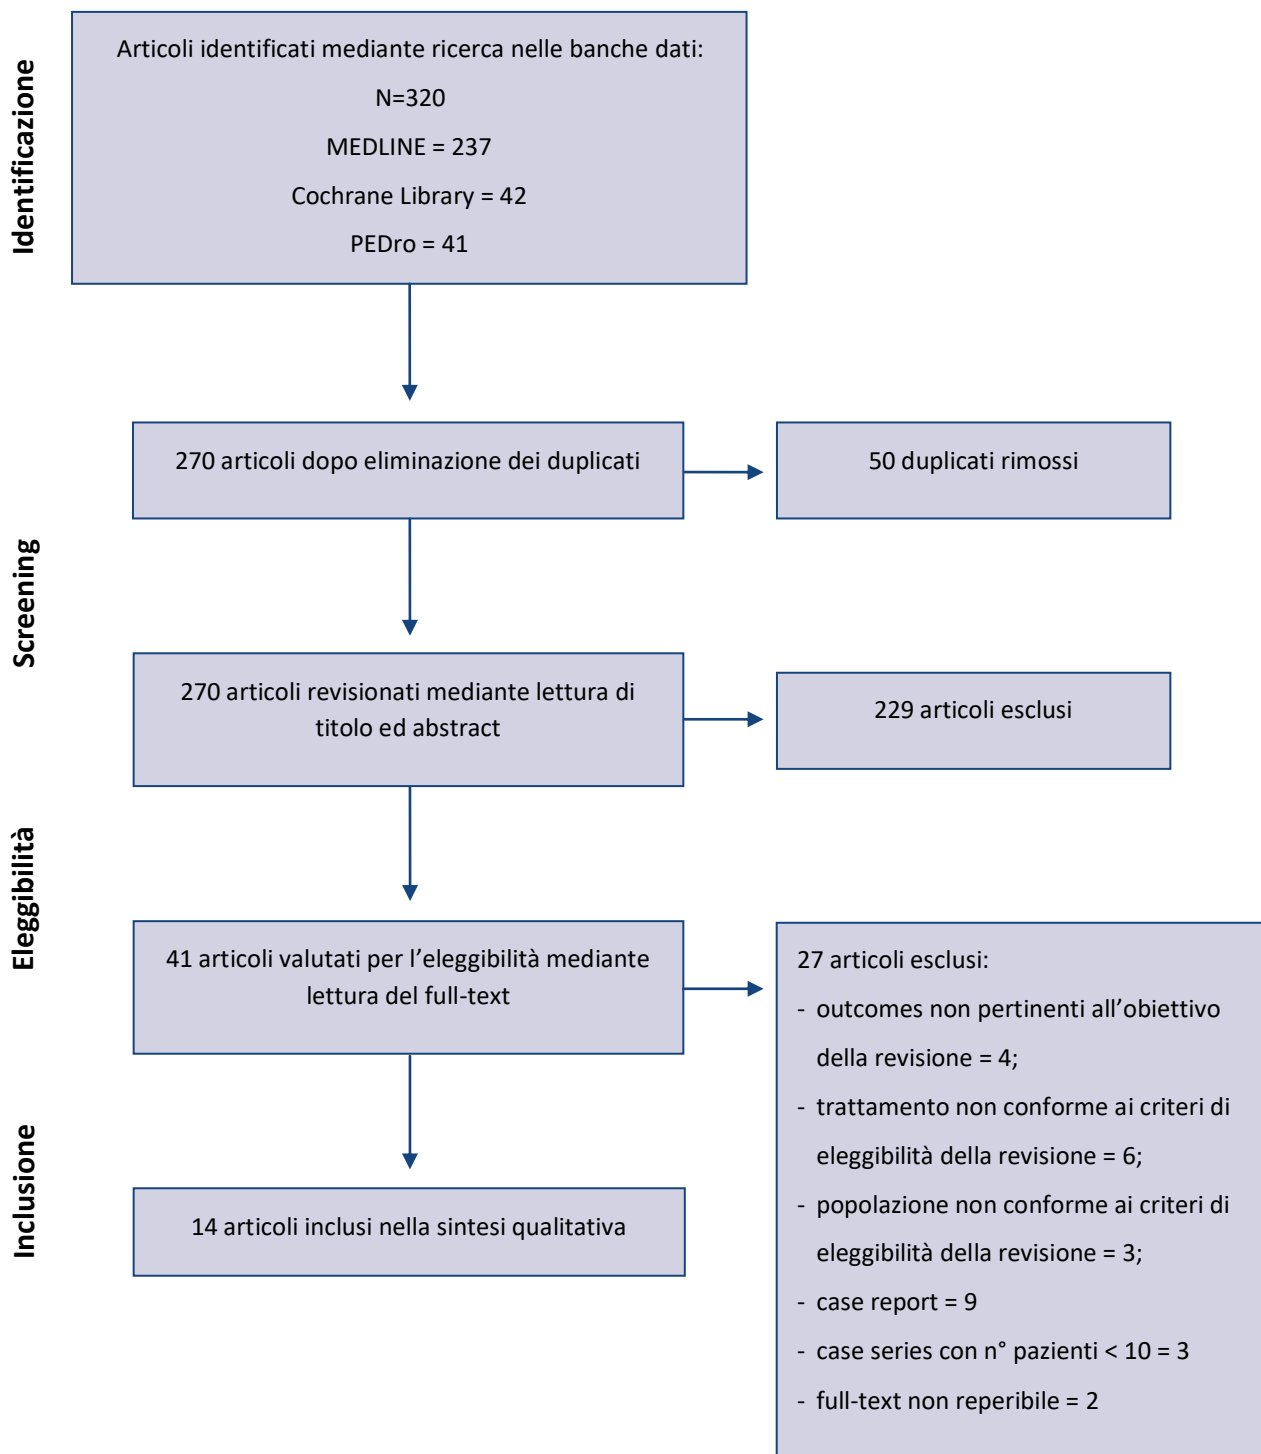 Identificazione
Articoli identificati mediante ricerca nelle banche dati:
N=320
MEDLINE = 237
Cochrane Library = 42
PEDro = 41
Screening
270 articoli dopo eliminazione dei duplicati
50 duplicati rimossi
270 articoli revisionati mediante lettura di
titolo ed abstract
229 articoli esclusi
Eleggibilità
41 articoli valutati per l’eleggibilità mediante
lettura del full-text
27 articoli esclusi:
- outcomes non pertinenti all’obiettivo
della revisione = 4;
- trattamento non conforme ai criteri di
eleggibilità della revisione = 6;
- popolazione non conforme ai criteri di
eleggibilità della revisione = 3;
- case report = 9
- case series con n° pazienti < 10 = 3
- full-text non reperibile = 2
Inclusione
14 articoli inclusi nella sintesi qualitativa